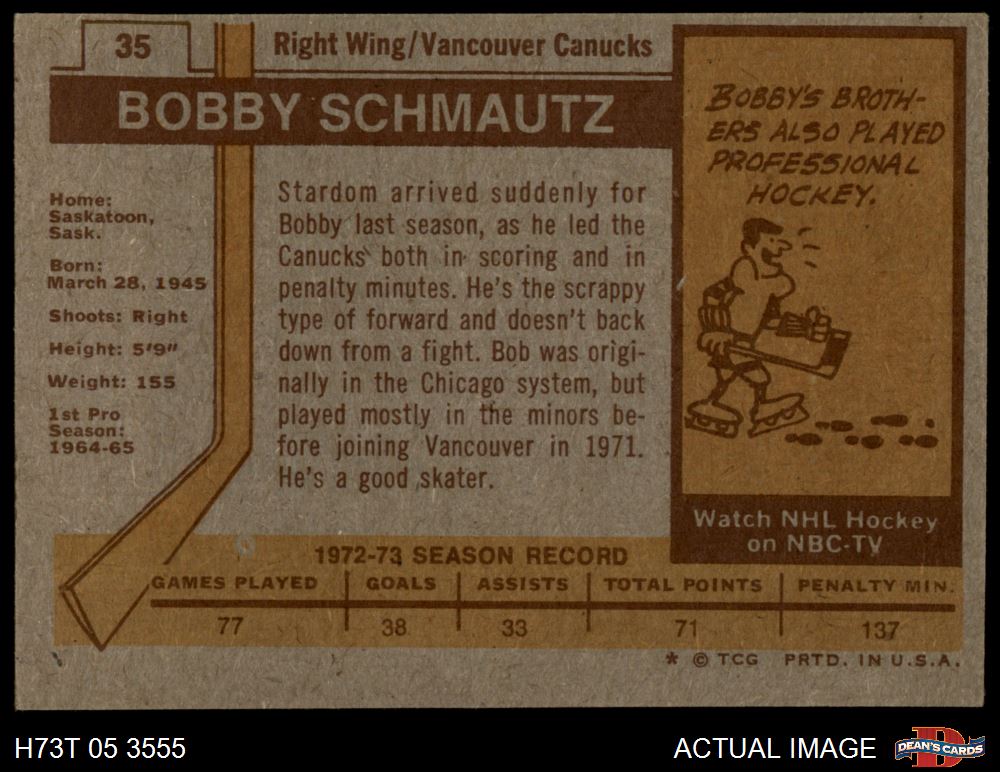 35
Right Wing/Vancouver Canucks
BOBBY SCHMAUTZ
Home:
Saskatoon,
Sask.
Born:
March 28, 1945
Shoots: Right
Height: 5'9"
Weight: 155
1st Pro
Season:
1964-65
Stardom arrived suddenly for
Bobby last season, as he led the
Canucks both in scoring and in
penalty minutes. He's the scrappy
type of forward and doesn't back
down from a fight. Bob was origi-
nally in the Chicago system, but
played mostly in the minors be-
fore joining Vancouver in 1971.
He's a good skater.
BOBBY'S BROTH-
ERS ALSO PLAYED
PROFESSIONAL
HOCKEY.
Watch NHL Hockey
on NBC-TV
1972-73 SEASON RECORD
GAMES PLAYED GOALS ASSISTS TOTAL POINTS PENALTY MIN.
77 38 33 71 137
* © TCG PRTD. IN U.S.A.
H73T 05 3555
ACTUAL IMAGE
DEAN'S CARDS